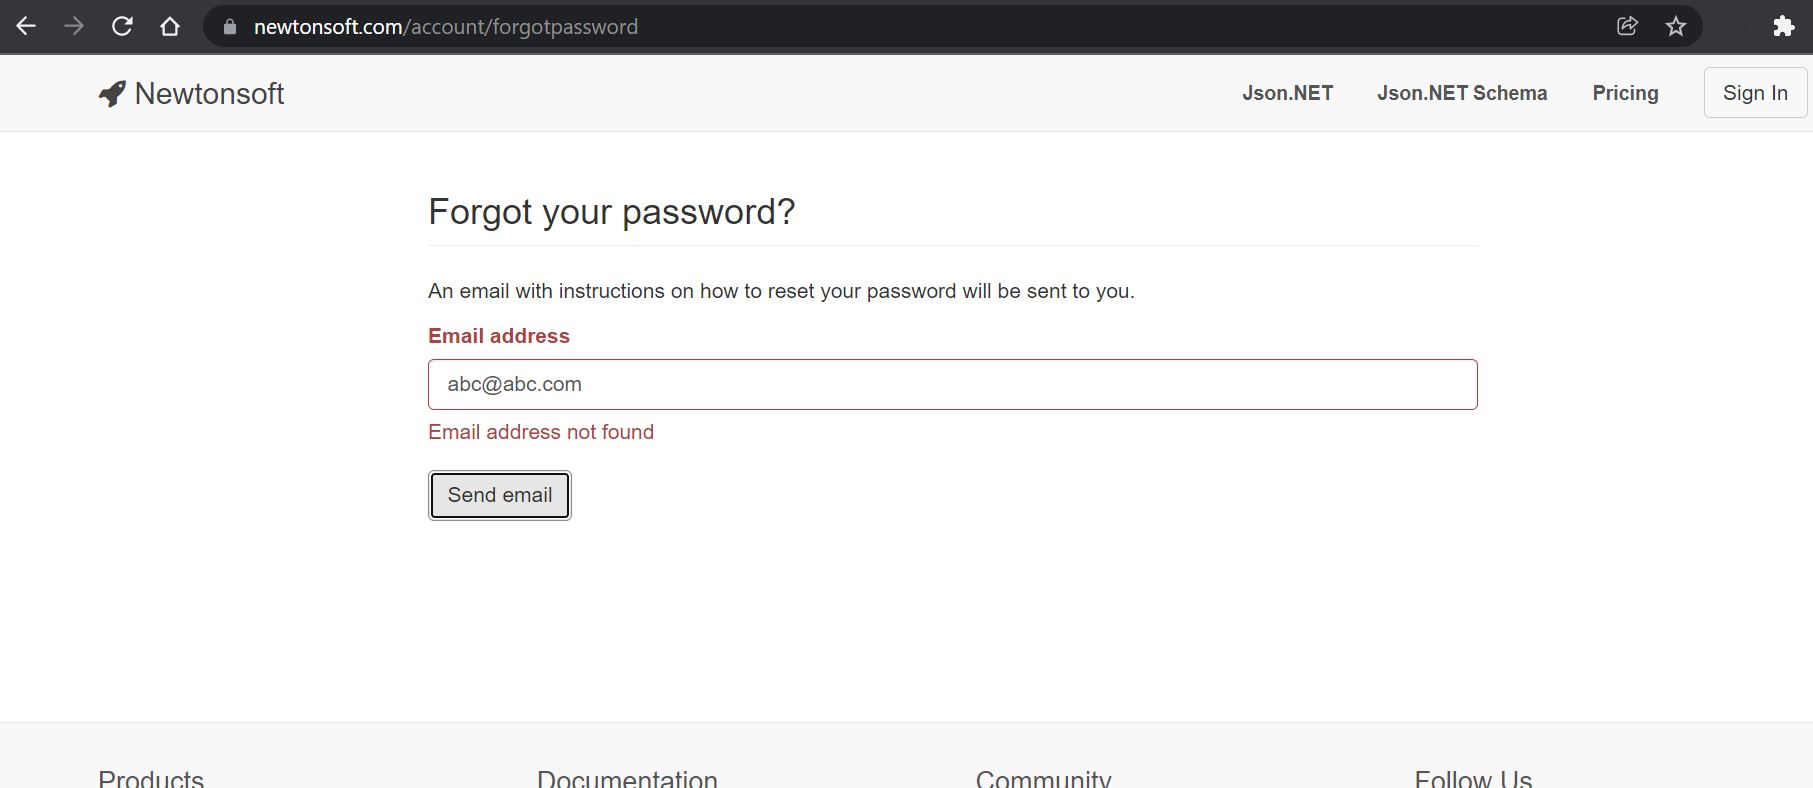 newtonsoft.com/account/forgotpassword
Newtonsoft
Json.NET
Json.NET Schema
Pricing
Sign In
Forgot your password?
An email with instructions on how to reset your password will be sent to you.
Email address
abc@abc.com
Email address not found
Send email
Products
Documentation
Community
Follow Us